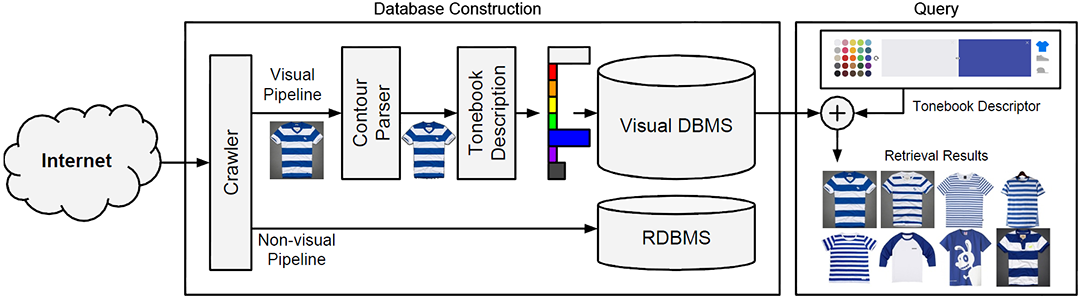 Database Construction
Query
Internet
Crawler
Visual
Pipeline
Contour
Parser
Tonebook
Description
Visual DBMS
Non-visual
Pipeline
RDBMS
Tonebook Descriptor
Retrieval Results